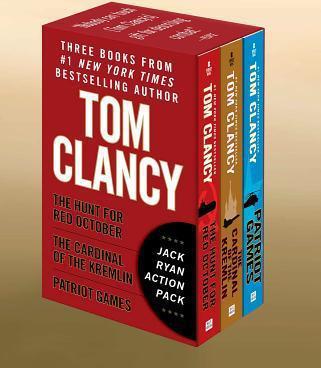 THREE BOOKS FROM
#1 NEW YORK TIMES
BESTSELLING AUTHOR
TOM
CLANCY
THE HUNT FOR
RED OCTOBER
THE CARDINAL
OF THE KREMLIN
PATRIOT GAMES
****
JACK
RYAN
ACTION
PACK
****
TOM CLANCY
THE HUNT FOR
RED OCTOBER
TOM CLANCY
CARDINAL
KREMLIN
TOM CLANCY
PATRIOT
GAMES